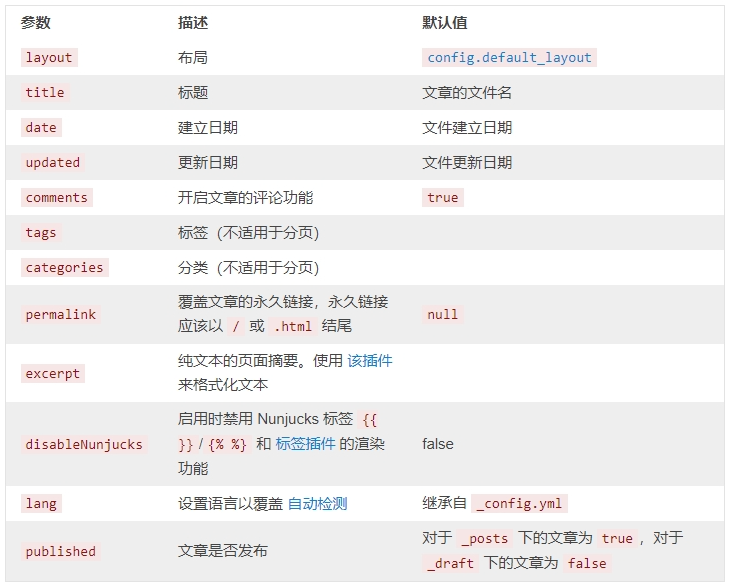 参数 描述 默认值
layout 布局 config.default_layout
title 标题 文章的文件名
date 建立日期 文件建立日期
updated 更新日期 文件更新日期
comments 开启文章的评论功能 true
tags 标签（不适用于分页）
categories 分类（不适用于分页）
permalink 覆盖文章的永久链接，永久链接
应该以 / 或 .html 结尾 null
excerpt 纯文本的页面摘要。使用 该插件
来格式化文本
disableNunjucks 启用时禁用 Nunjucks 标签 {{
}} / {% %} 和 标签插件 的渲染
功能 false
lang 设置语言以覆盖 自动检测 继承自 _config.yml
published 文章是否发布 对于 _posts 下的文章为 true ，对于
_draft 下的文章为 false